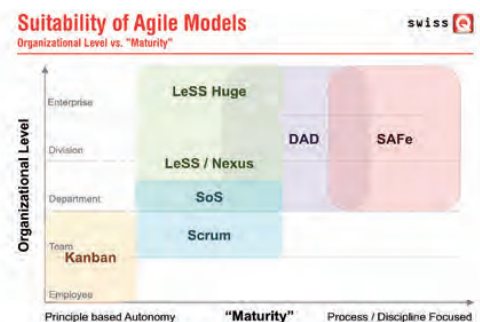 Suitability of Agile Models
swiss Q
Organizational Level vs. "Maturity"
Organizational Level
Enterprise
Division
Department
Team
Employee
LeSS Huge
DAD
SAFe
LeSS / Nexus
SoS
Scrum
Kanban
Principle based Autonomy
"Maturity"
Process / Discipline Focused